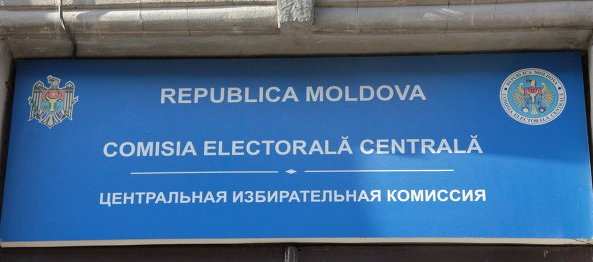 REPUBLICA MOLDOVA
COMISIA ELECTORALĂ CENTRALĂ
ЦЕНТРАЛЬНАЯ ИЗБИРАТЕЛЬНАЯ КОМИССИЯ